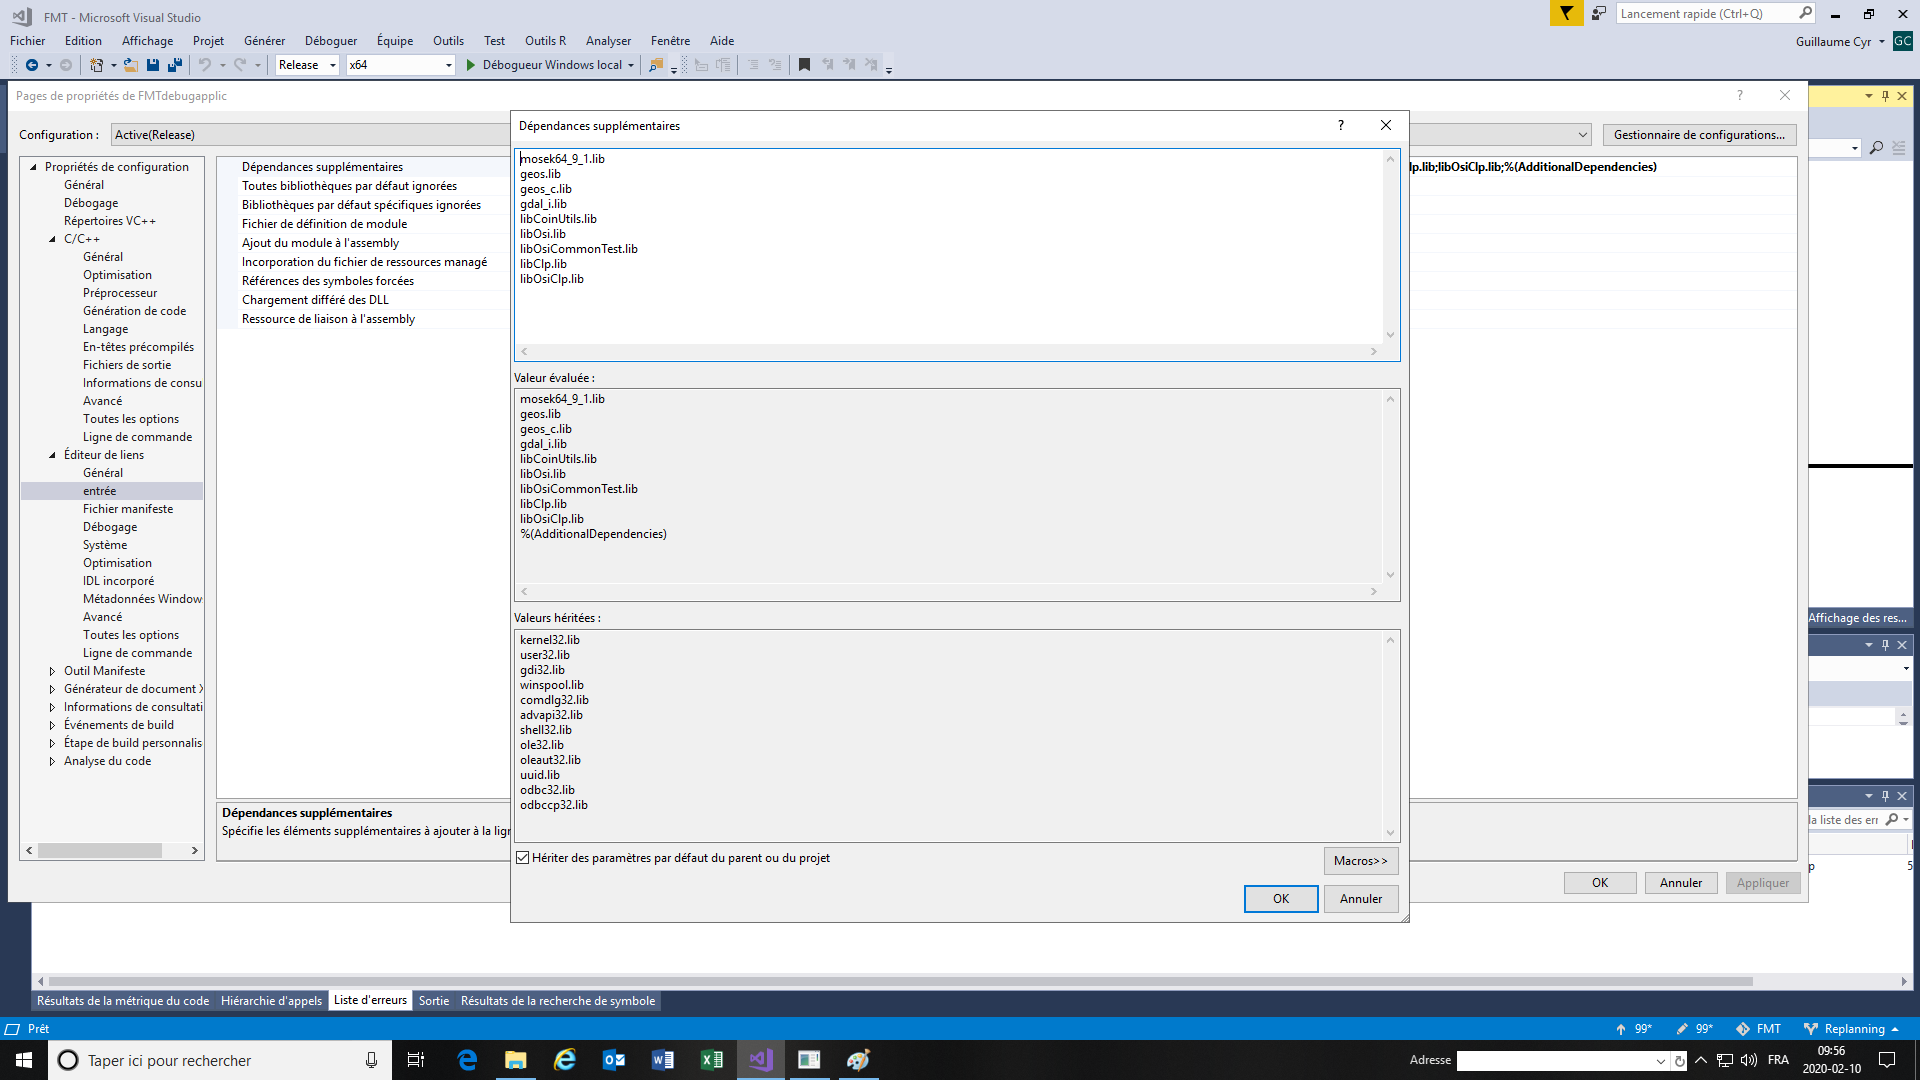 FMT - Microsoft Visual Studio
Lancement rapide (Ctrl+Q)
Fichier Edition Affichage Projet Générer Déboguer Équipe Outils Test Outils R Analyser Fenêtre Aide
Guillaume Cyr GC
Release x64 Débogueur Windows local
Pages de propriétés de FMTdebugapplic
Configuration : Active(Release)
Gestionnaire de configurations...
Propriétés de configuration
Général
Débogage
Répertoires VC++
C/C++
Général
Optimisation
Préprocesseur
Génération de code
Langage
En-têtes précompilés
Fichiers de sortie
Informations de consu
Avancé
Toutes les options
Ligne de commande
Éditeur de liens
Général
entrée
Fichier manifeste
Débogage
Système
Optimisation
IDL incorporé
Métadonnées Window
Avancé
Toutes les options
Ligne de commande
Outil Manifeste
Générateur de document X
Informations de consultati
Événements de build
Étape de build personnalis
Analyse du code
Dépendances supplémentaires
Toutes bibliothèques par défaut ignorées
Bibliothèques par défaut spécifiques ignorées
Fichier de définition de module
Ajout du module à l'assembly
Incorporation du fichier de ressources managé
Références des symboles forcées
Chargement différé des DLL
Ressource de liaison à l'assembly
lp.lib;libOsiClp.lib;%(AdditionalDependencies)
Dépendances supplémentaires
Spécifie les éléments supplémentaires à ajouter à la lign
OK Annuler Appliquer
Dépendances supplémentaires
mosek64_9_1.lib
geos.lib
geos_c.lib
gdal_i.lib
libCoinUtils.lib
libOsi.lib
libOsiCommonTest.lib
libClp.lib
libOsiClp.lib
Valeur évaluée :
mosek64_9_1.lib
geos.lib
geos_c.lib
gdal_i.lib
libCoinUtils.lib
libOsi.lib
libOsiCommonTest.lib
libClp.lib
libOsiClp.lib
%(AdditionalDependencies)
Valeurs héritées :
kernel32.lib
user32.lib
gdi32.lib
winspool.lib
comdlg32.lib
advapi32.lib
shell32.lib
ole32.lib
oleaut32.lib
uuid.lib
odbc32.lib
odbccp32.lib
Hériter des paramètres par défaut du parent ou du projet
Macros>>
OK Annuler
Affichage des res...
la liste des err
p 5
Résultats de la métrique du code Hiérarchie d'appels Liste d'erreurs Sortie Résultats de la recherche de symbole
Prêt
99* 99* FMT Replanning
Taper ici pour rechercher
Adresse
FRA
09:56
2020-02-10